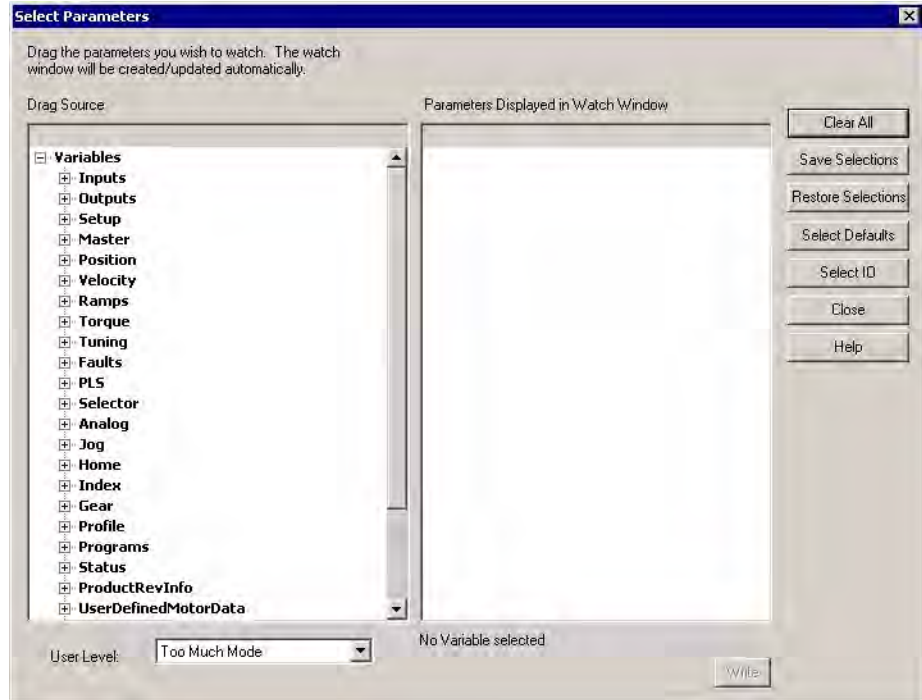 Select Parameters
Drag the parameters you wish to watch. The watch
window will be created/updated automatically.
Drag Source
Parameters Displayed in Watch Window
Variables
Inputs
Outputs
Setup
Master
Position
Velocity
Ramps
Torque
Tuning
Faults
PLS
Selector
Analog
Jog
Home
Index
Gear
Profile
Programs
Status
ProductRevInfo
UserDefinedMotorData
Clear All
Save Selections
Restore Selections
Select Defaults
Select ID
Close
Help
User Level:
Too Much Mode
No Variable selected
Write